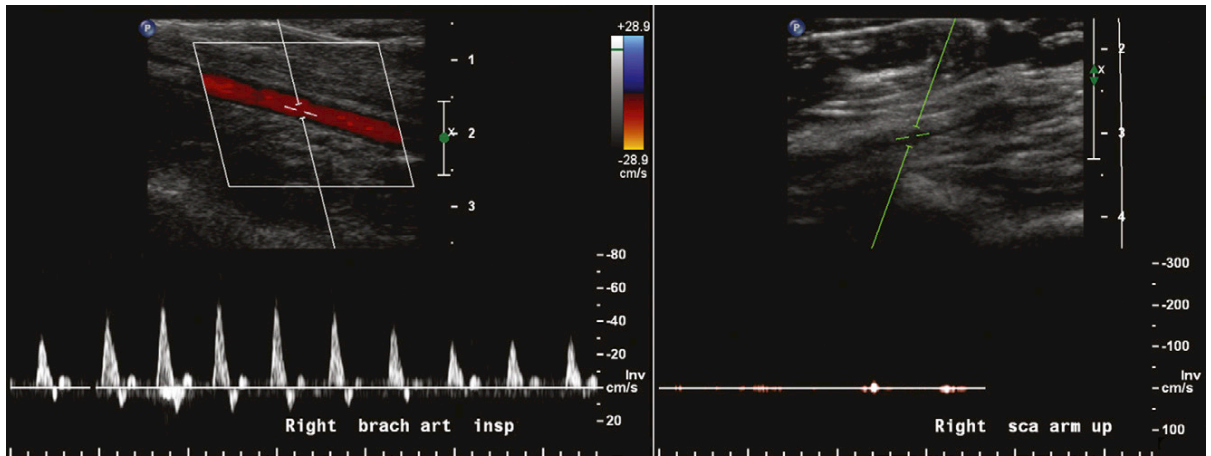 P
+28.9
-28.9
cm/s
1
x
2
3
-80
-60
-40
-20
Inv
cm/s
20
Right brach art insp
P
2
x
3
4
-300
-200
-100
Inv
cm/s
100
Right sca arm up